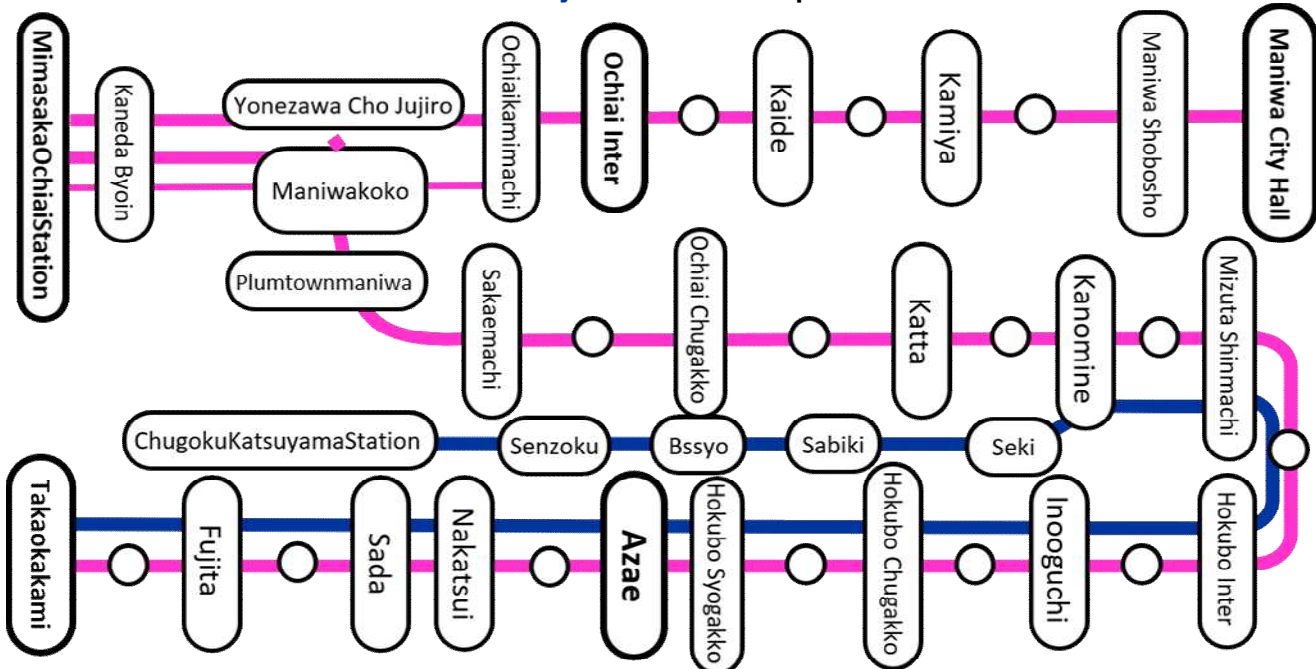 MimasakaOchiaiStation
Kaneda Byoin
Yonezawa Cho Jujiro
Maniwakoko
Plumtownmaniwa
Ochiaikamimachi
Ochiai Inter
Kaide
Kamiya
Maniwa Shobosho
Maniwa City Hall
Sakaemachi
Ochiai Chugakko
Katta
Kanomine
Mizuta Shinmachi
ChugokuKatsuyamaStation
Senzoku
Bssyo
Sabiki
Seki
Takaokakami
Fujita
Sada
Nakatsui
Azae
Hokubo Syogakko
Hokubo Chugakko
Inooguchi
Hokubo Inter